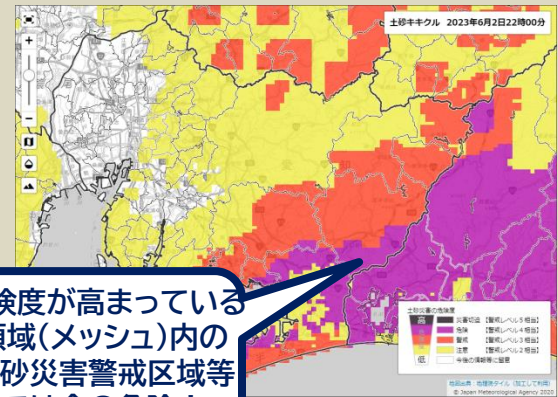 土砂キキクル 2023年6月2日22時00分
険度が高まっている
領域(メッシュ)内の
砂災害警戒区域等
土砂災害の危険度
高
災害切迫 【警戒レベル5相当】
危険 【警戒レベル4相当】
警戒 【警戒レベル3相当】
注意 【警戒レベル2相当】
低
今後の情報等に留意
地図出典:地理院タイル(加工して利用)
© Japan Meteorological Agency 2020